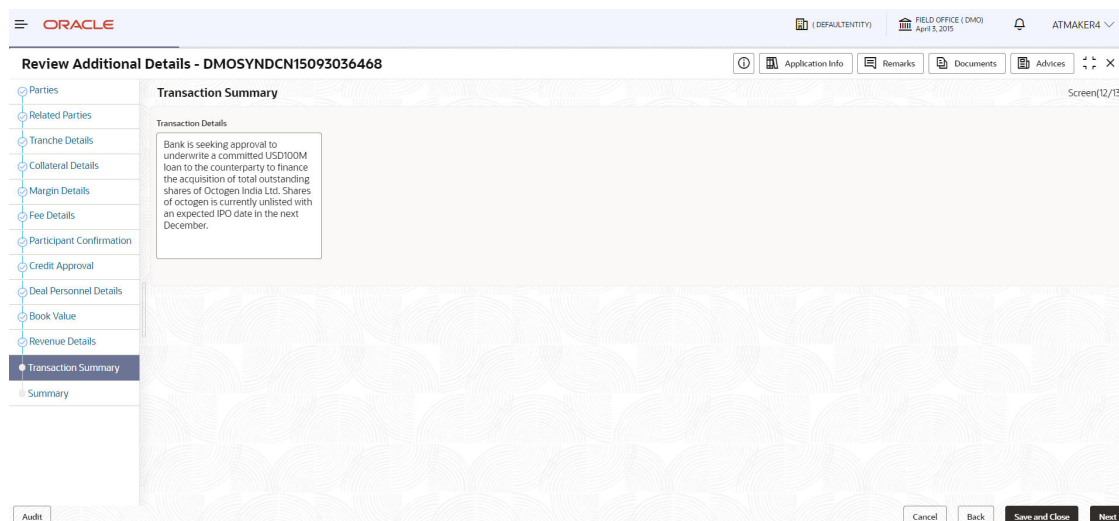 ORACLE
( DEFAULTENTITY)
FIELD OFFICE ( DMO)
April 3, 2015
ATMAKER4
Review Additional Details - DMOSYNDCN15093036468
Application Info
Remarks
Documents
Advices
Parties
Related Parties
Tranche Details
Collateral Details
Margin Details
Fee Details
Participant Confirmation
Credit Approval
Deal Personnel Details
Book Value
Revenue Details
Transaction Summary
Summary
Transaction Summary
Screen(12/13
Transaction Details
Bank is seeking approval to
underwrite a committed USD100M
loan to the counterparty to finance
the acquisition of total outstanding
shares of Octogen India Ltd. Shares
of octogen is currently unlisted with
an expected IPO date in the next
December.
Audit
Cancel
Back
Save and Close
Next